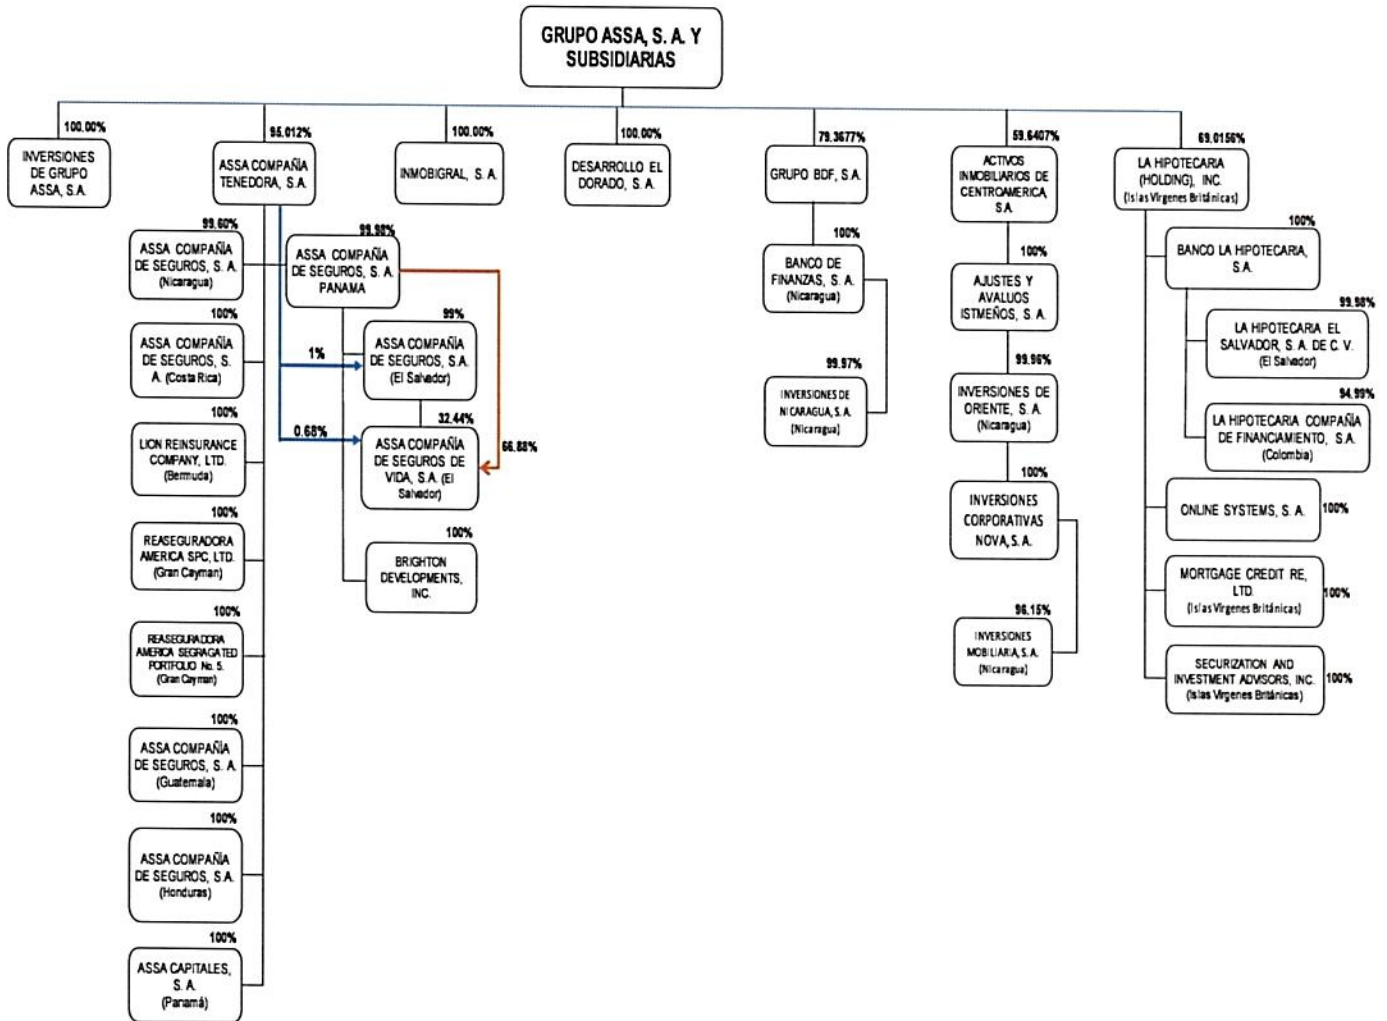 GRUPO ASSA, S. A. Y
SUBSIDIARIAS
100.00%
INVERSIONES
DE GRUPO
ASSA, S.A.
95.012%
ASSA COMPAÑÍA
TENEDORA, S.A.
100.00%
INMOBIGRAL, S. A.
100.00%
DESARROLLO EL
DORADO, S. A.
79.3677%
GRUPO BDF, S.A.
59.6407%
ACTIVOS
INMOBILIARIOS DE
CENTROAMERICA,
S.A.
69.0156%
LA HIPOTECARIA
(HOLDING), INC.
(Islas Vírgenes Británicas)
99.60%
ASSA COMPAÑÍA
DE SEGUROS, S. A.
(Nicaragua)
99.98%
ASSA COMPAÑÍA
DE SEGUROS, S. A.
PANAMA
100%
ASSA COMPAÑÍA
DE SEGUROS, S.
A. (Costa Rica)
1%
99%
ASSA COMPAÑÍA
DE SEGUROS, S.A.
(El Salvador)
100%
LION REINSURANCE
COMPANY, LTD.
(Bermuda)
0.68%
32.44%
ASSA COMPAÑÍA
DE SEGUROS DE
VIDA, S.A. (El
Salvador)
66.88%
100%
REASEGURADORA
AMERICA SPC, LTD.
(Gran Cayman)
100%
BRIGHTON
DEVELOPMENTS,
INC.
100%
REASEGURADORA
AMERICA SEGRAGATED
PORTFOLIO No. 5.
(Gran Cayman)
100%
ASSA COMPAÑÍA
DE SEGUROS, S. A.
(Guatemala)
100%
ASSA COMPAÑÍA
DE SEGUROS, S.A.
(Honduras)
100%
ASSA CAPITALES,
S. A.
(Panamá)
100%
BANCO DE
FINANZAS, S. A.
(Nicaragua)
99.97%
INVERSIONES DE
NICARAGUA, S.A.
(Nicaragua)
100%
AJUSTES Y
AVALUOS
ISTMEÑOS, S. A.
99.96%
INVERSIONES DE
ORIENTE, S. A.
(Nicaragua)
100%
INVERSIONES
CORPORATIVAS
NOVA, S. A.
96.15%
INVERSIONES
MOBILIARIA, S.A.
(Nicaragua)
100%
BANCO LA HIPOTECARIA,
S.A.
99.98%
LA HIPOTECARIA EL
SALVADOR, S.A. DE C. V.
(El Salvador)
94.99%
LA HIPOTECARIA COMPAÑÍA
DE FINANCIAMIENTO, S.A.
(Colombia)
ONLINE SYSTEMS, S. A.
100%
MORTGAGE CREDIT RE,
LTD.
(Islas Vírgenes Británicas)
100%
SECURIZATION AND
INVESTMENT ADVISORS, INC.
(Islas Vírgenes Británicas)
100%